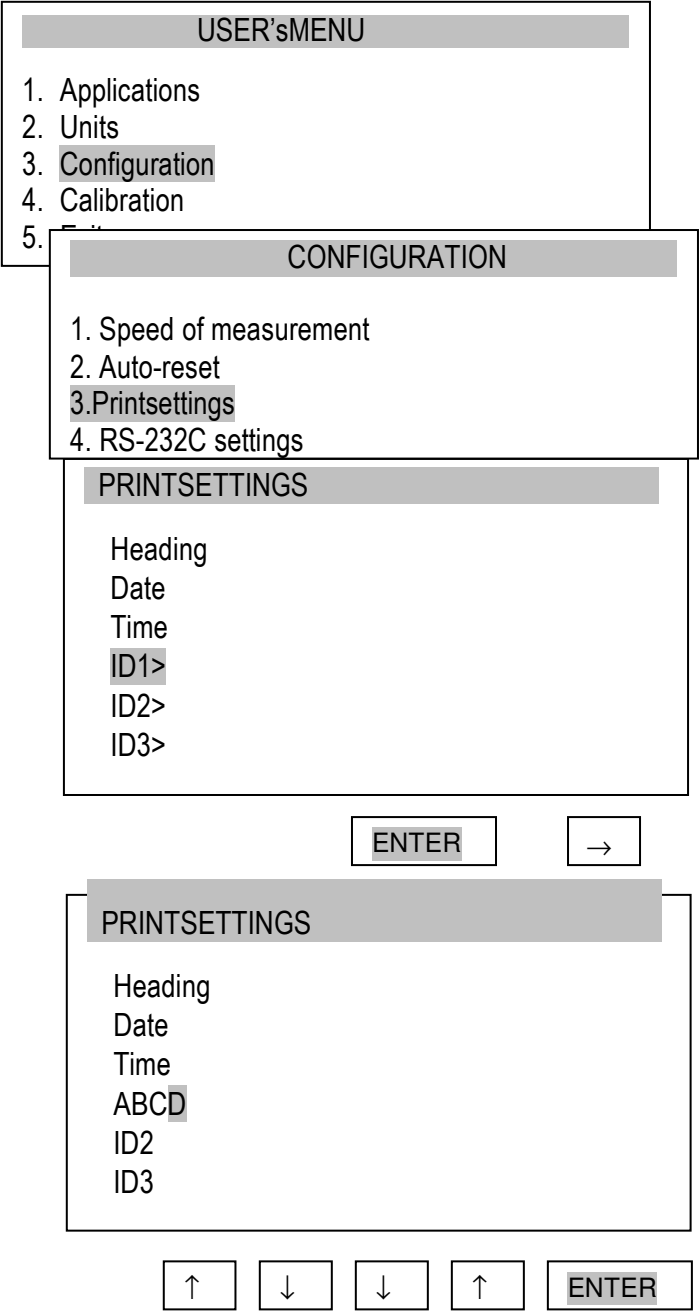 USER'sMENU
1. Applications
2. Units
3. Configuration
4. Calibration
5.
CONFIGURATION
1. Speed of measurement
2. Auto-reset
3.Printsettings
4. RS-232C settings
PRINTSETTINGS
Heading
Date
Time
ID1>
ID2>
ID3>
ENTER →
PRINTSETTINGS
Heading
Date
Time
ABCD
ID2
ID3
↑ ↓ ↓ ↑ ENTER